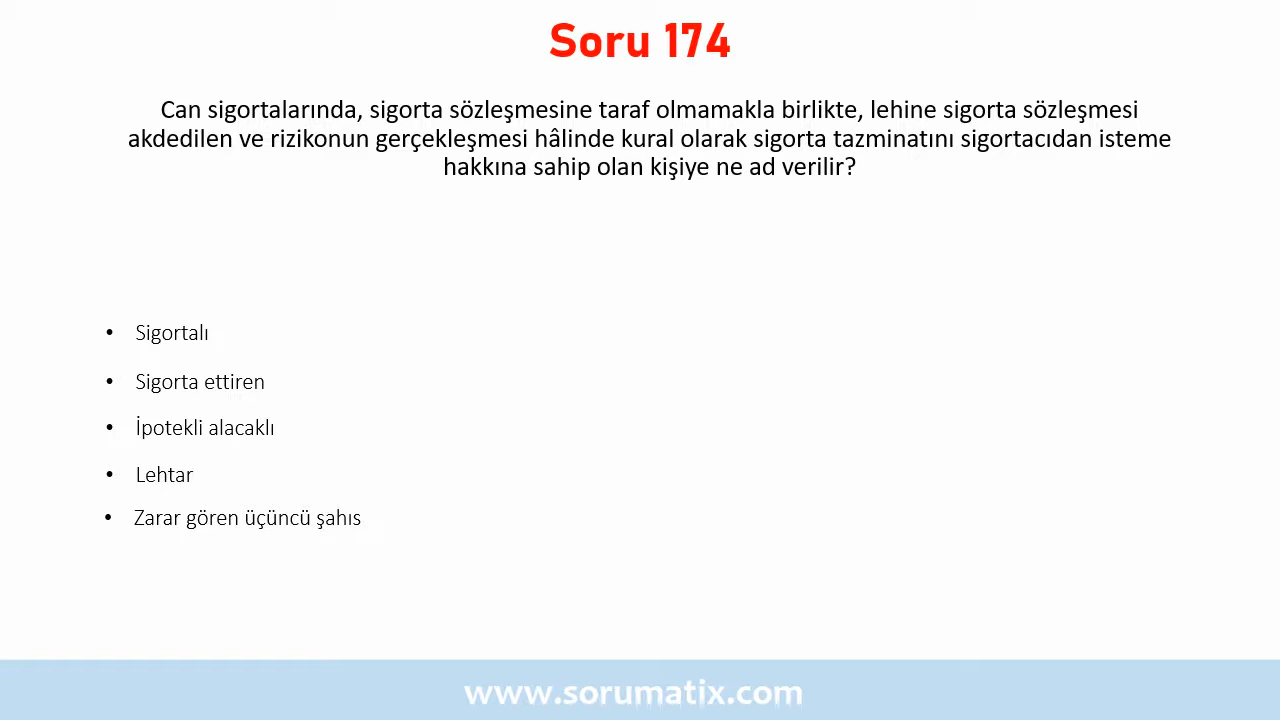 Soru 174
Can sigortalarında, sigorta sözleşmesine taraf olmamakla birlikte, lehine sigorta sözleşmesi
akdedilen ve rizikonun gerçekleşmesi hâlinde kural olarak sigorta tazminatını sigortacıdan isteme
hakkına sahip olan kişiye ne ad verilir?
• Sigortalı
• Sigorta ettiren
• İpotekli alacaklı
• Lehtar
• Zarar gören üçüncü şahıs
www.sorumatix.com